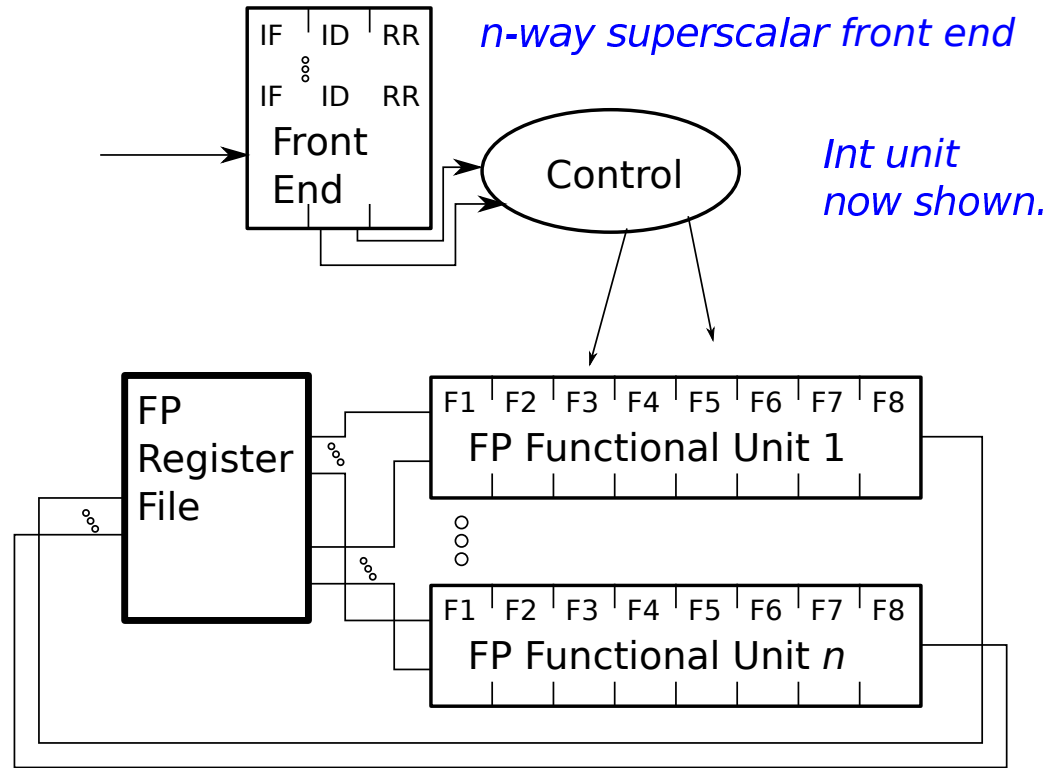 IF ID RR
n-way superscalar front end
IF ID RR
Front
End
Control
Int unit
now shown.
FP
Register
File
F1 F2 F3 F4 F5 F6 F7 F8
FP Functional Unit 1
F1 F2 F3 F4 F5 F6 F7 F8
FP Functional Unit n